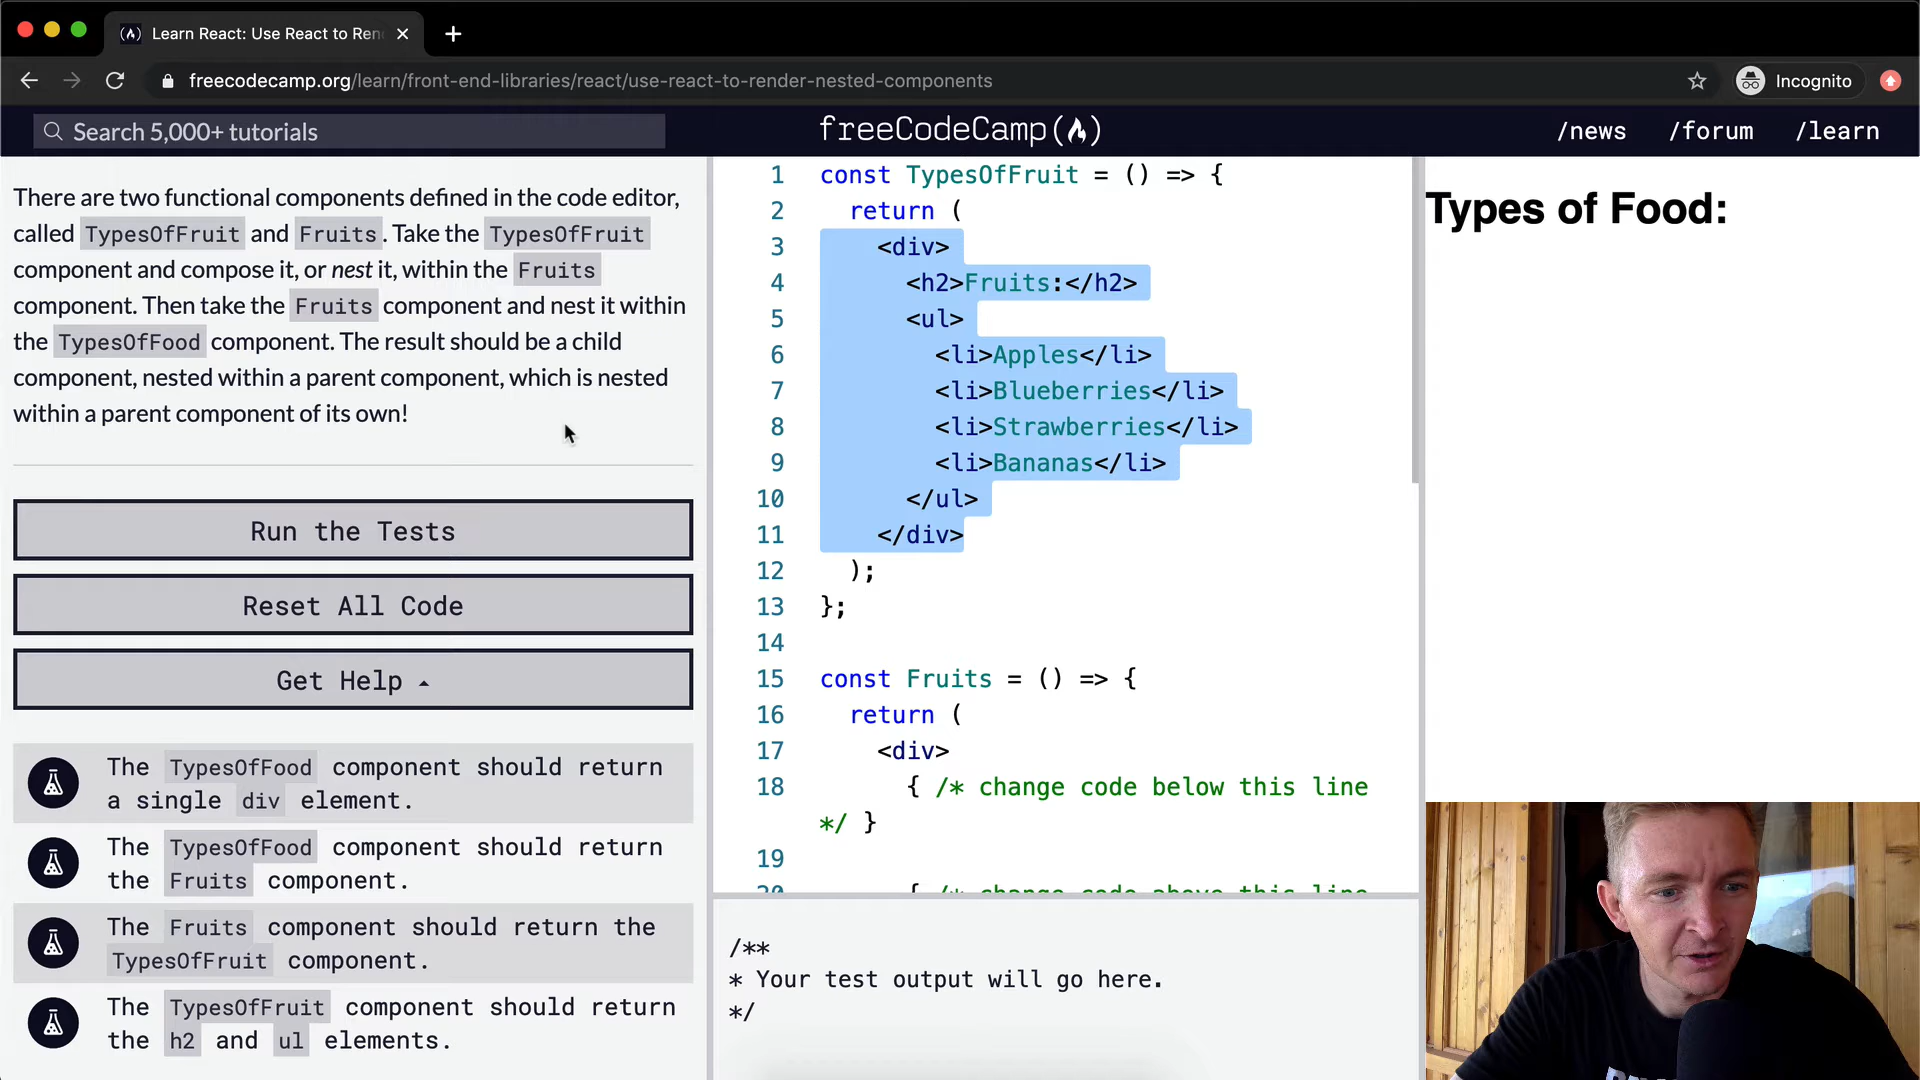 Learn React: Use React to Ren
freecodecamp.org/learn/front-end-libraries/react/use-react-to-render-nested-components
Incognito
Search 5,000+ tutorials
freeCodeCamp(🔥)
/news /forum /learn
There are two functional components defined in the code editor,
called TypesOfFruit and Fruits. Take the TypesOfFruit
component and compose it, or nest it, within the Fruits
component. Then take the Fruits component and nest it within
the TypesOfFood component. The result should be a child
component, nested within a parent component, which is nested
within a parent component of its own!
Run the Tests
Reset All Code
Get Help
The TypesOfFood component should return
a single div element.
The TypesOfFood component should return
the Fruits component.
The Fruits component should return the
TypesOfFruit component.
The TypesOfFruit component should return
the h2 and ul elements.
1 const TypesOfFruit = () => {
2 return (
3 <div>
4 <h2>Fruits:</h2>
5 <ul>
6 <li>Apples</li>
7 <li>Blueberries</li>
8 <li>Strawberries</li>
9 <li>Bananas</li>
10 </ul>
11 </div>
12 );
13 };
14
15 const Fruits = () => {
16 return (
17 <div>
18 { /* change code below this line
*/ }
19
20 { /* change code above this line
/**
* Your test output will go here.
*/
Types of Food: